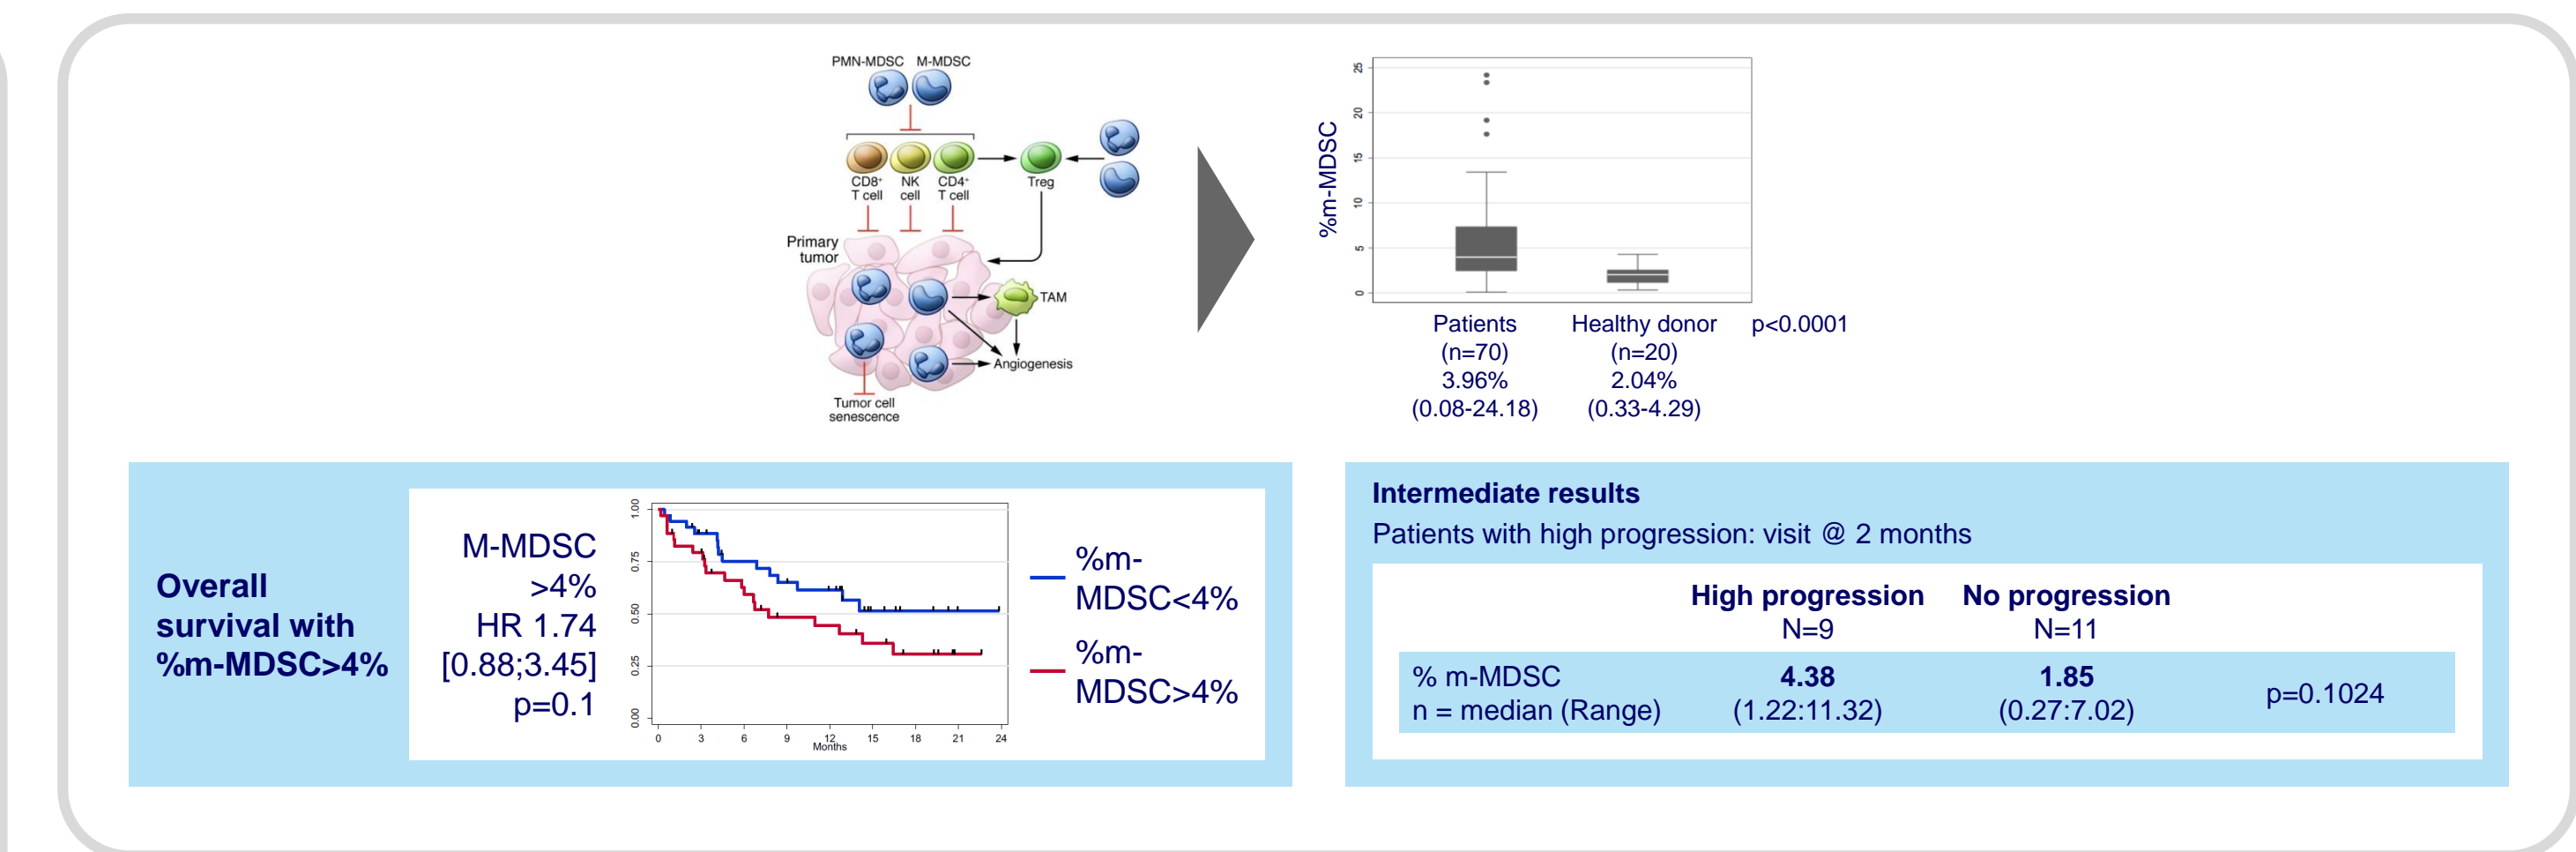 PMN-MDSC M-MDSC
CD8+
T cell
NK
cell
CD4+
T cell
Treg
Primary
tumor
TAM
Angiogenesis
Tumor cell
senescence
%m-MDSC
25
20
15
10
5
0
Patients
(n=70)
3.96%
(0.08-24.18)
Healthy donor
(n=20)
2.04%
(0.33-4.29)
p<0.0001
Overall
survival with
%m-MDSC>4%
M-MDSC
>4%
HR 1.74
[0.88;3.45]
p=0.1
1.00
0.75
0.50
0.25
0.00
0 3 6 9 12 15 18 21 24
Months
%m-
MDSC<4%
%m-
MDSC>4%
Intermediate results
Patients with high progression: visit @ 2 months
High progression
N=9
No progression
N=11
% m-MDSC
n = median (Range)
4.38
(1.22:11.32)
1.85
(0.27:7.02)
p=0.1024